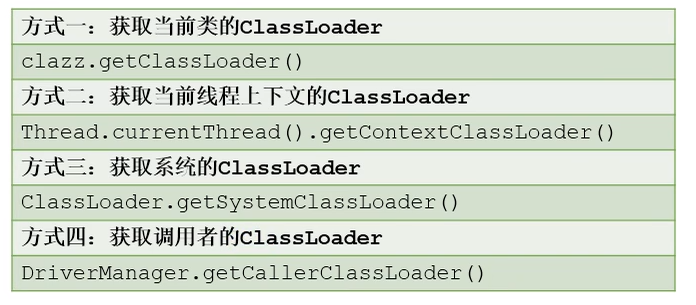 方式一：获取当前类的ClassLoader
clazz.getClassLoader()
方式二：获取当前线程上下文的ClassLoader
Thread.currentThread().getContextClassLoader()
方式三：获取系统的ClassLoader
ClassLoader.getSystemClassLoader()
方式四：获取调用者的ClassLoader
DriverManager.getCallerClassLoader()